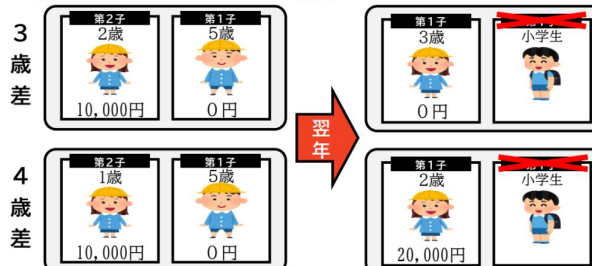 3歳差
第2子
2歳
10,000円
第1子
5歳
0円
翌年
第1子
3歳
0円
小学生
4歳差
第2子
1歳
10,000円
第1子
5歳
0円
第1子
2歳
20,000円
小学生